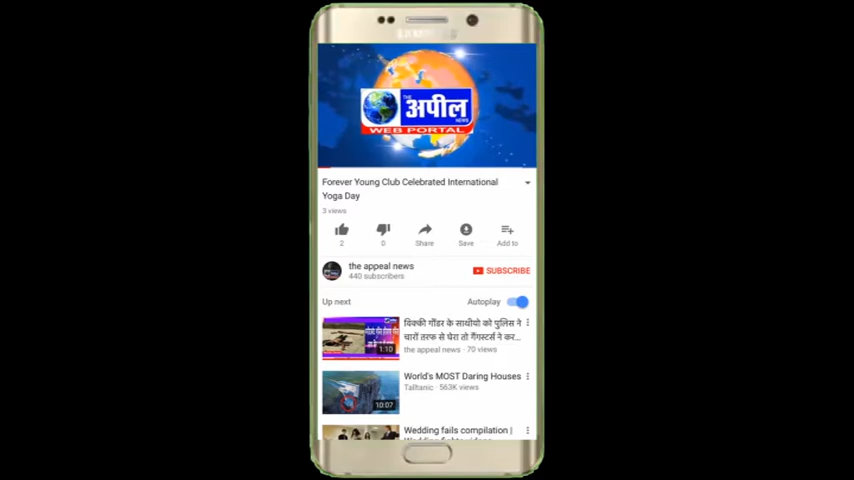 THE
अपील
NEWS
WEB PORTAL
Forever Young Club Celebrated International
Yoga Day
3 views
2
0
Share
Save
Add to
the appeal news
440 subscribers
SUBSCRIBE
Up next
Autoplay
विक्की गौंडर के साथीयो को पुलिस ने
चारों तरफ से घेरा तो गैंगस्टर्स ने कर...
the appeal news · 70 views
1:10
World's MOST Daring Houses
Talltanic · 563K views
10:07
Wedding fails compilation |